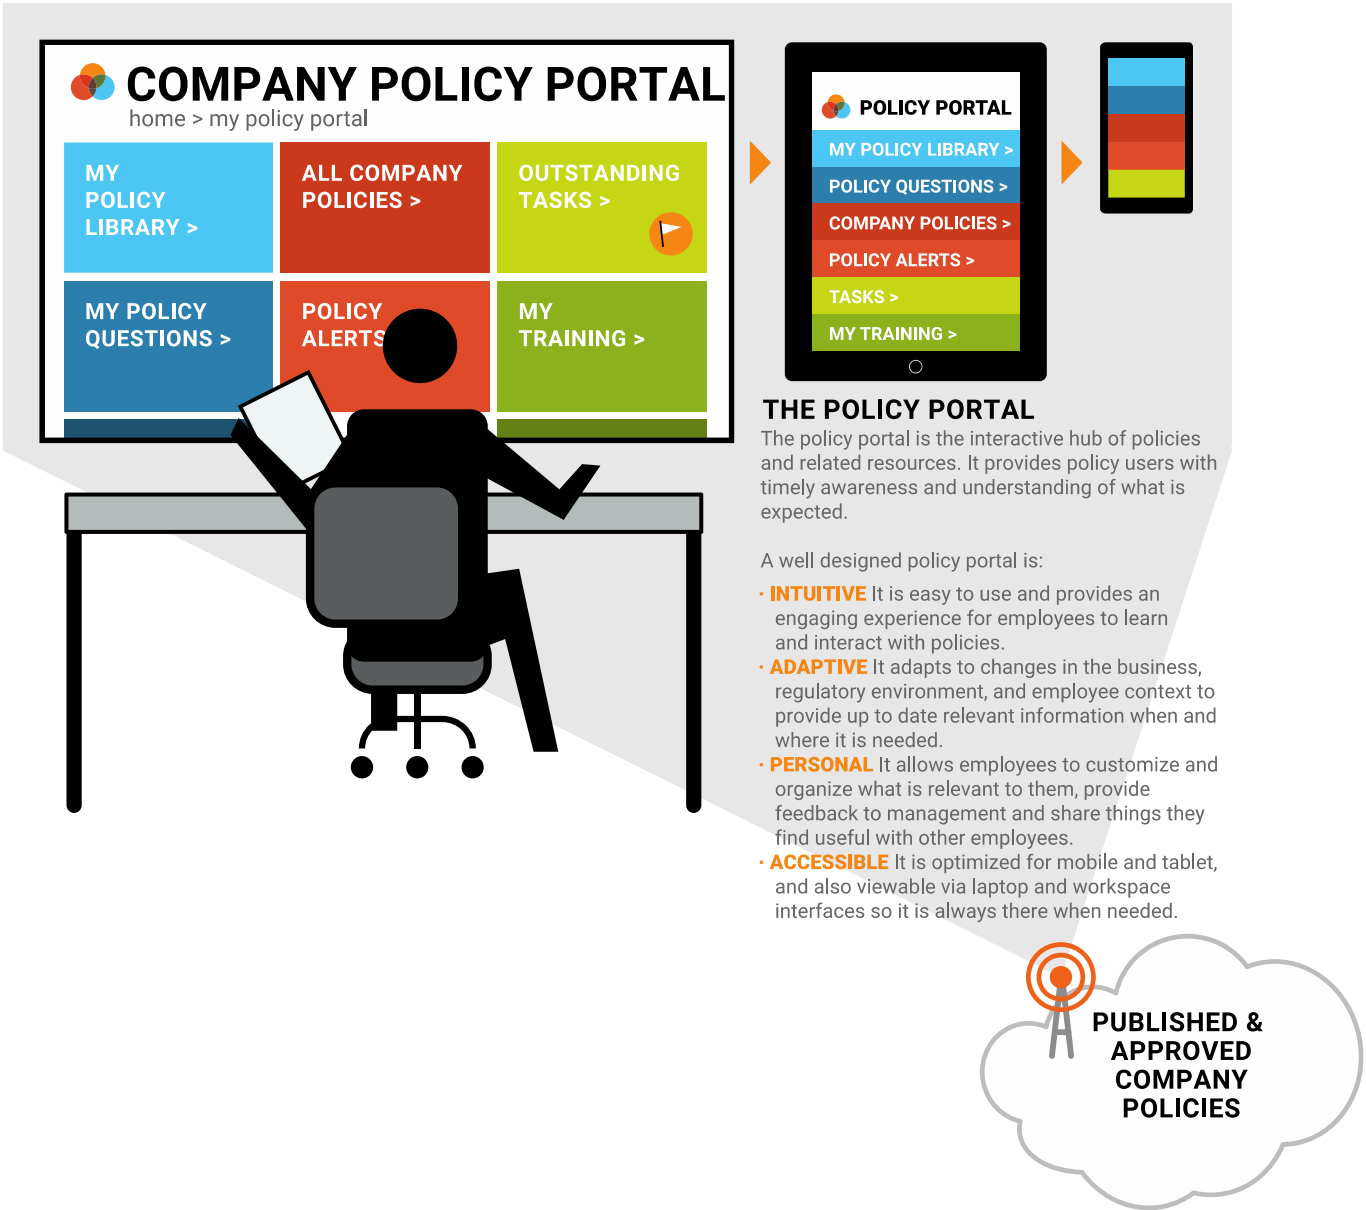 COMPANY POLICY PORTAL
home > my policy portal
MY
POLICY
LIBRARY >
ALL COMPANY
POLICIES >
OUTSTANDING
TASKS >
MY POLICY
QUESTIONS >
POLICY
ALERTS
MY
TRAINING >
POLICY PORTAL
MY POLICY LIBRARY >
POLICY QUESTIONS >
COMPANY POLICIES >
POLICY ALERTS >
TASKS >
MY TRAINING >
THE POLICY PORTAL
The policy portal is the interactive hub of policies
and related resources. It provides policy users with
timely awareness and understanding of what is
expected.
A well designed policy portal is:
· INTUITIVE It is easy to use and provides an
engaging experience for employees to learn
and interact with policies.
· ADAPTIVE It adapts to changes in the business,
regulatory environment, and employee context to
provide up to date relevant information when and
where it is needed.
· PERSONAL It allows employees to customize and
organize what is relevant to them, provide
feedback to management and share things they
find useful with other employees.
· ACCESSIBLE It is optimized for mobile and tablet,
and also viewable via laptop and workspace
interfaces so it is always there when needed.
PUBLISHED &
APPROVED
COMPANY
POLICIES